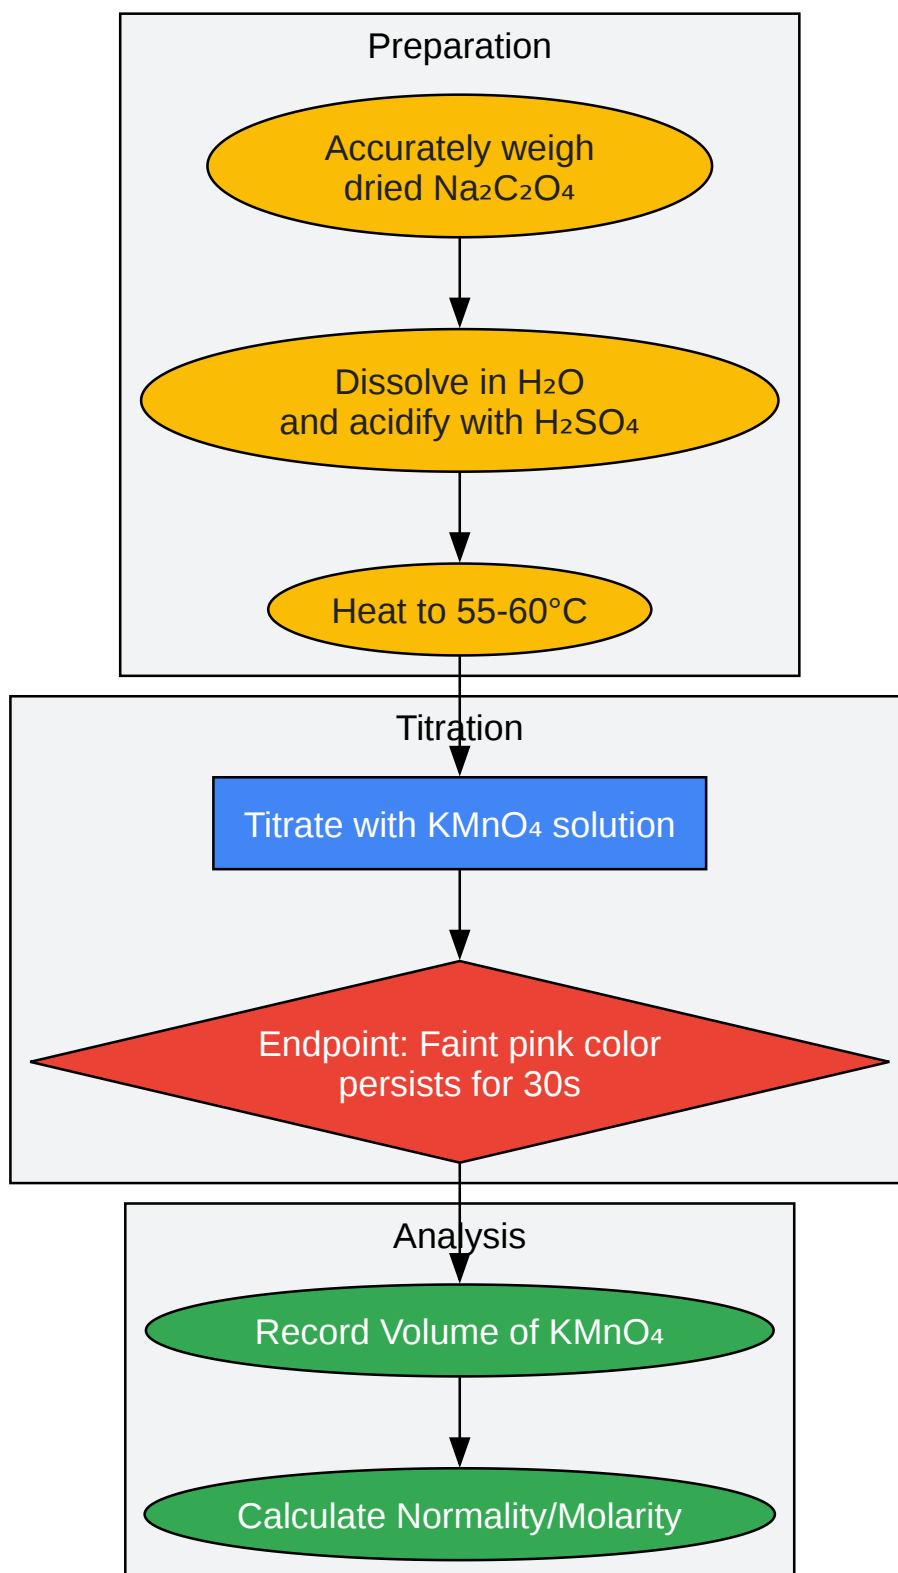 Preparation
Accurately weigh
dried Na₂C₂O₄
Dissolve in H₂O
and acidify with H₂SO₄
Heat to 55-60°C
Titration
Titrate with KMnO₄ solution
Endpoint: Faint pink color
persists for 30s
Analysis
Record Volume of KMnO₄
Calculate Normality/Molarity